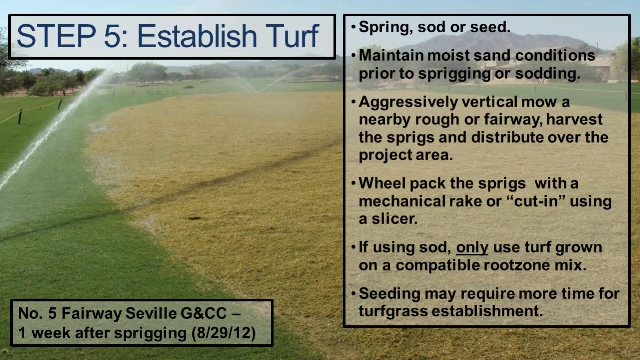 STEP 5: Establish Turf
• Spring, sod or seed.
• Maintain moist sand conditions
prior to sprigging or sodding.
• Aggressively vertical mow a
nearby rough or fairway, harvest
the sprigs and distribute over the
project area.
• Wheel pack the sprigs with a
mechanical rake or “cut-in” using
a slicer.
• If using sod, only use turf grown
on a compatible rootzone mix.
• Seeding may require more time for
turfgrass establishment.
No. 5 Fairway Seville G&CC –
1 week after sprigging (8/29/12)